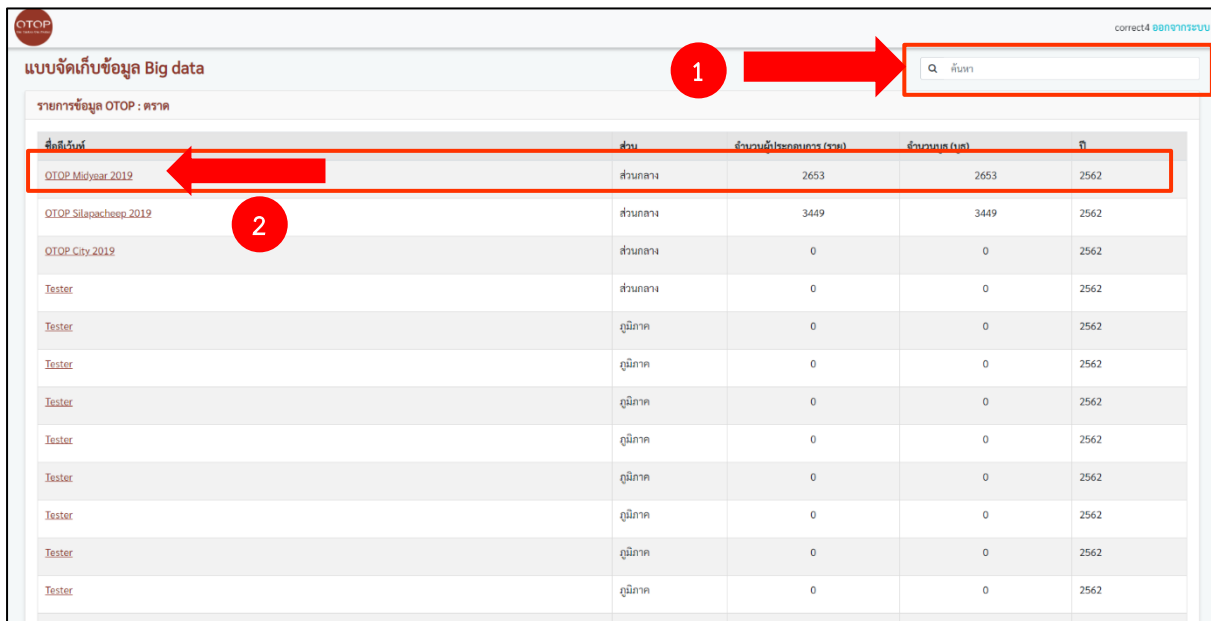 OTOP
correct4 ออกจากระบบ
แบบจัดเก็บข้อมูล Big data
1
ค้นหา
รายการข้อมูล OTOP : ตราด
ชื่ออีเว้นท์ ส่วน จำนวนผู้ประกอบการ (ราย) จำนวนบูธ (บูธ) ปี
OTOP Midyear 2019 ส่วนกลาง 2653 2653 2562
2
OTOP Silapacheep 2019 ส่วนกลาง 3449 3449 2562
OTOP City 2019 ส่วนกลาง 0 0 2562
Tester ส่วนกลาง 0 0 2562
Tester ภูมิภาค 0 0 2562
Tester ภูมิภาค 0 0 2562
Tester ภูมิภาค 0 0 2562
Tester ภูมิภาค 0 0 2562
Tester ภูมิภาค 0 0 2562
Tester ภูมิภาค 0 0 2562
Tester ภูมิภาค 0 0 2562
Tester ภูมิภาค 0 0 2562